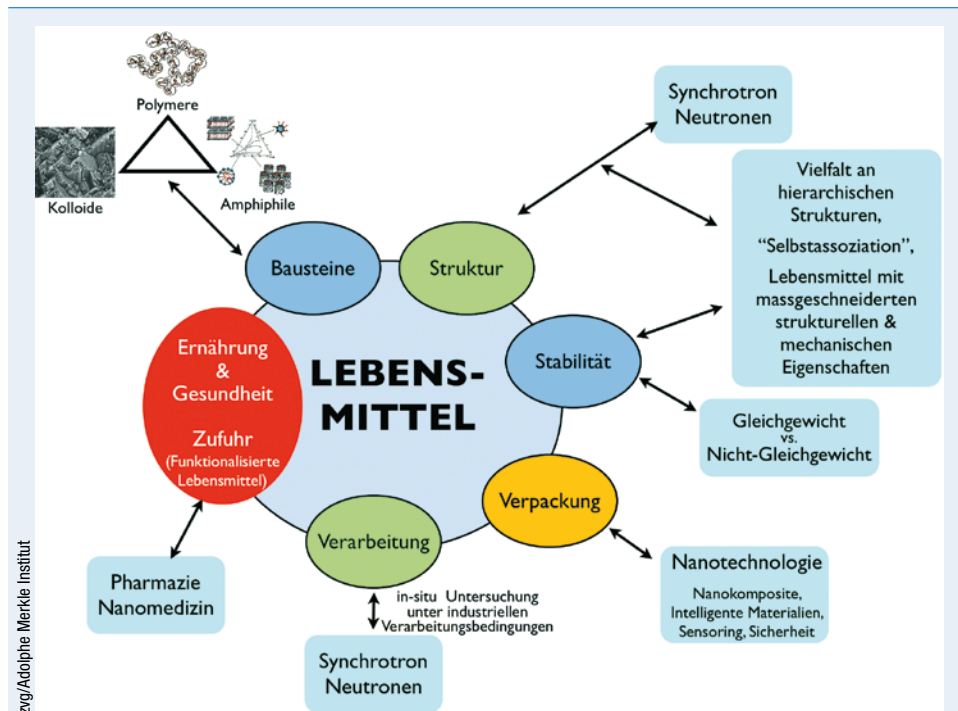 Polymere
Kolloide
Amphiphile
Synchrotron
Neutronen
Vielfalt an
hierarchischen
Strukturen,
“Selbstassoziation”,
Lebensmittel mit
massgeschneiderten
strukturellen &
mechanischen
Eigenschaften
Bausteine
Struktur
Ernährung
&
Gesundheit
Zufuhr
(Funktionalisierte
Lebensmittel)
LEBENS-
MITTEL
Stabilität
Gleichgewicht
vs.
Nicht-Gleichgewicht
Verpackung
Verarbeitung
Nanotechnologie
Nanokomposite,
Intelligente Materialien,
Sensoring, Sicherheit
Pharmazie
Nanomedizin
in-situ Untersuchung
unter industriellen
Verarbeitungsbedingungen
Synchrotron
Neutronen
zvg/Adolphe Merkle Institut